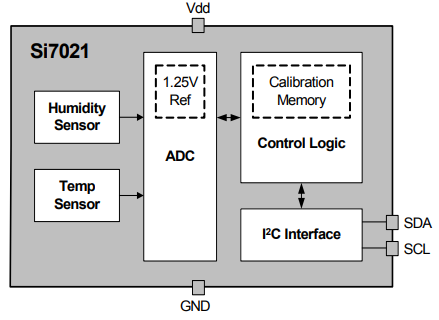 Vdd
Si7021
Humidity
Sensor
Temp
Sensor
1.25V
Ref
ADC
Calibration
Memory
Control Logic
I²C Interface
SDA
SCL
GND